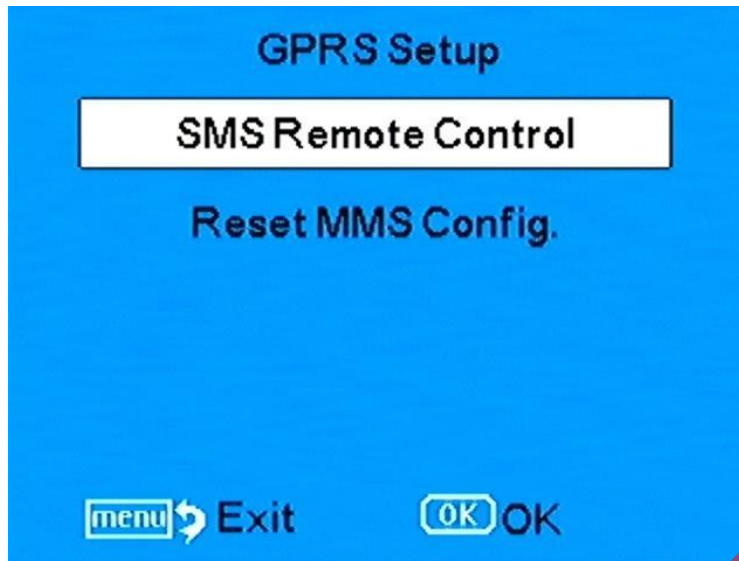 GPRS Setup
SMS Remote Control
Reset MMS Config.
menu Exit OK OK